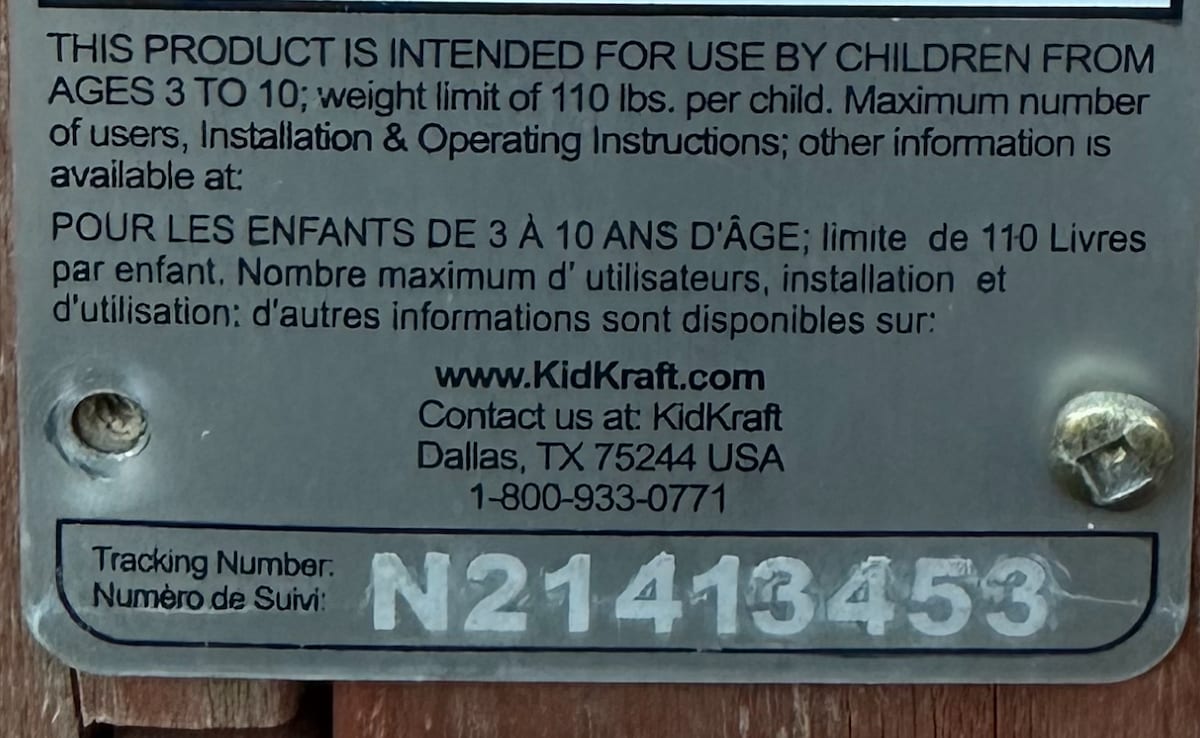 THIS PRODUCT IS INTENDED FOR USE BY CHILDREN FROM
AGES 3 TO 10; weight limit of 110 lbs. per child. Maximum number
of users, Installation & Operating Instructions; other information is
available at:
POUR LES ENFANTS DE 3 À 10 ANS D'ÂGE; limite de 110 Livres
par enfant. Nombre maximum d' utilisateurs, installation et
d'utilisation: d'autres informations sont disponibles sur:
www.KidKraft.com
Contact us at: KidKraft
Dallas, TX 75244 USA
1-800-933-0771
Tracking Number: N21413453
Numèro de Suivi: